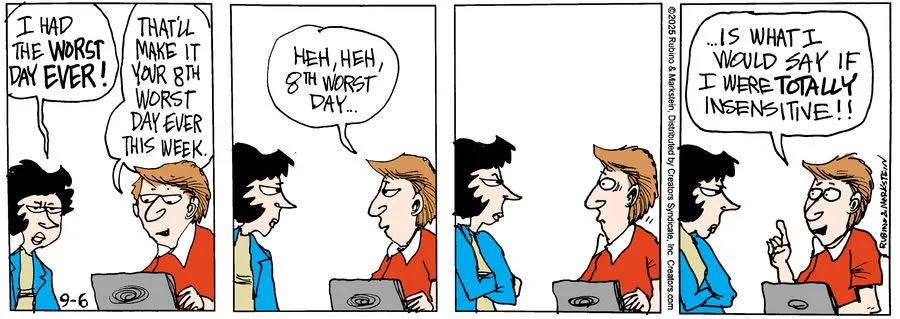 I HAD
THE WORST
DAY EVER!
THAT'LL
MAKE IT
YOUR 8TH
WORST
DAY EVER
THIS WEEK.
9-6
HEH, HEH,
8TH WORST
DAY...
©2025 Rubino & Markstein, Distributed by Creators Syndicate, Inc. Creators.com
...IS WHAT I
WOULD SAY IF
I WERE TOTALLY
INSENSITIVE!!
RUBINO & MARKSTEIN